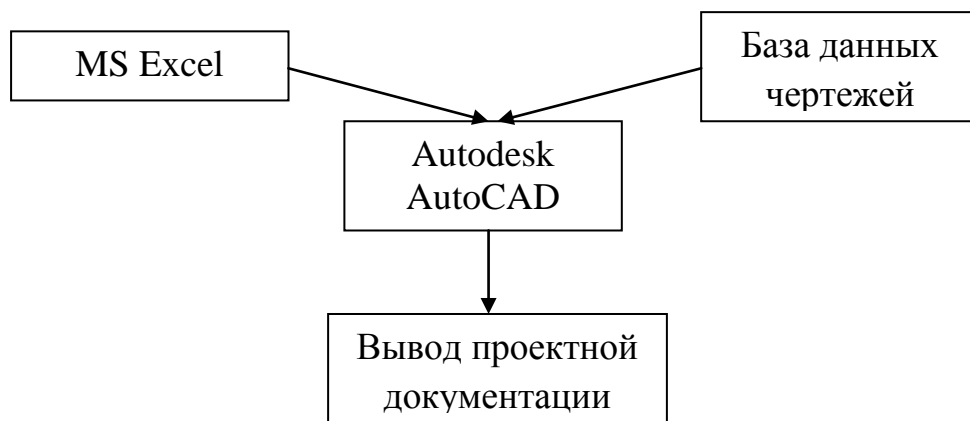 MS Excel
База данных
чертежей
Autodesk
AutoCAD
Вывод проектной
документации